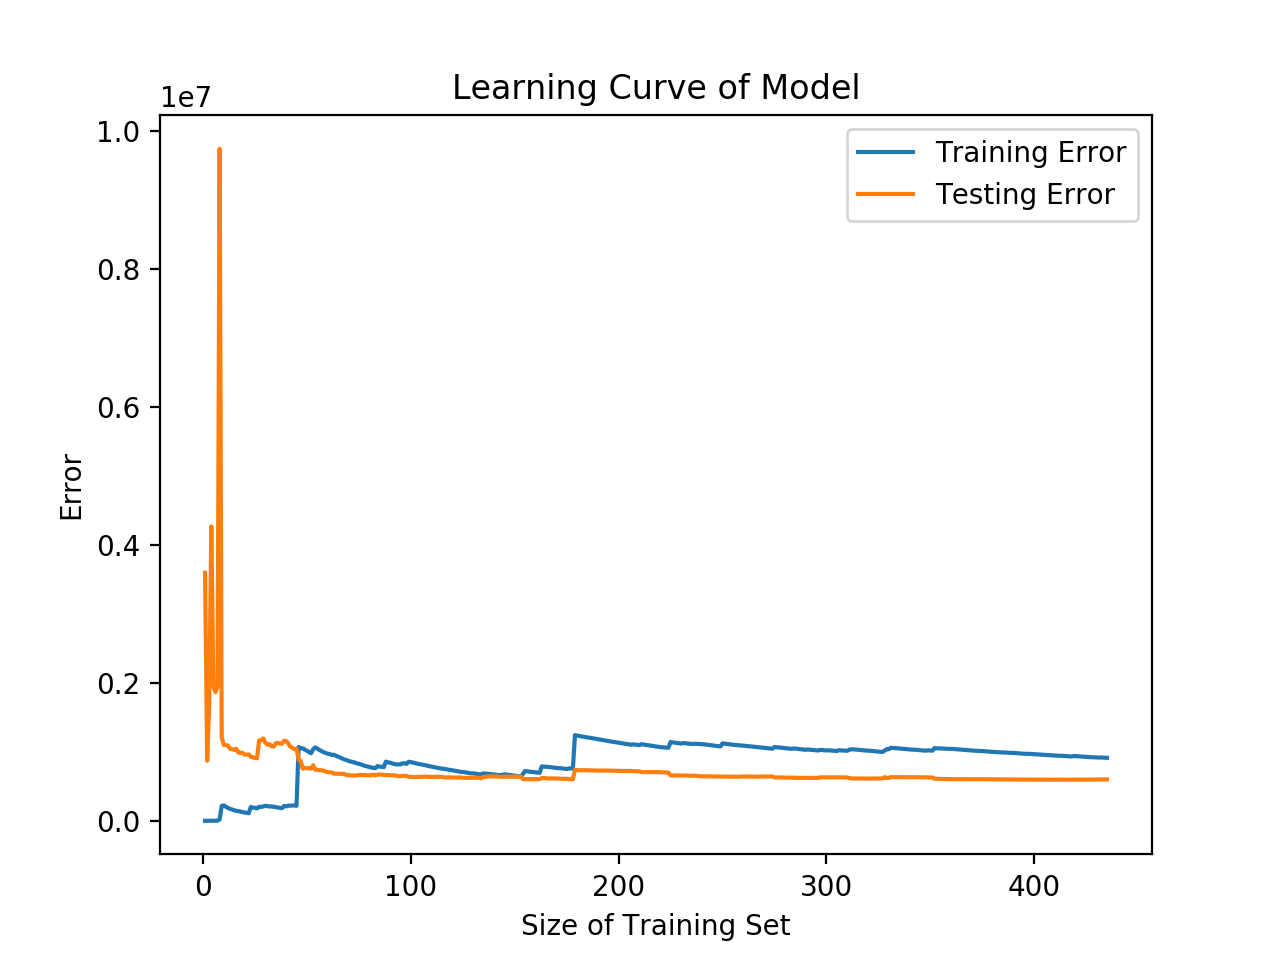 Learning Curve of Model
1e7
1.0
0.8
0.6
0.4
0.2
0.0
Error
Training Error
Testing Error
0 100 200 300 400
Size of Training Set